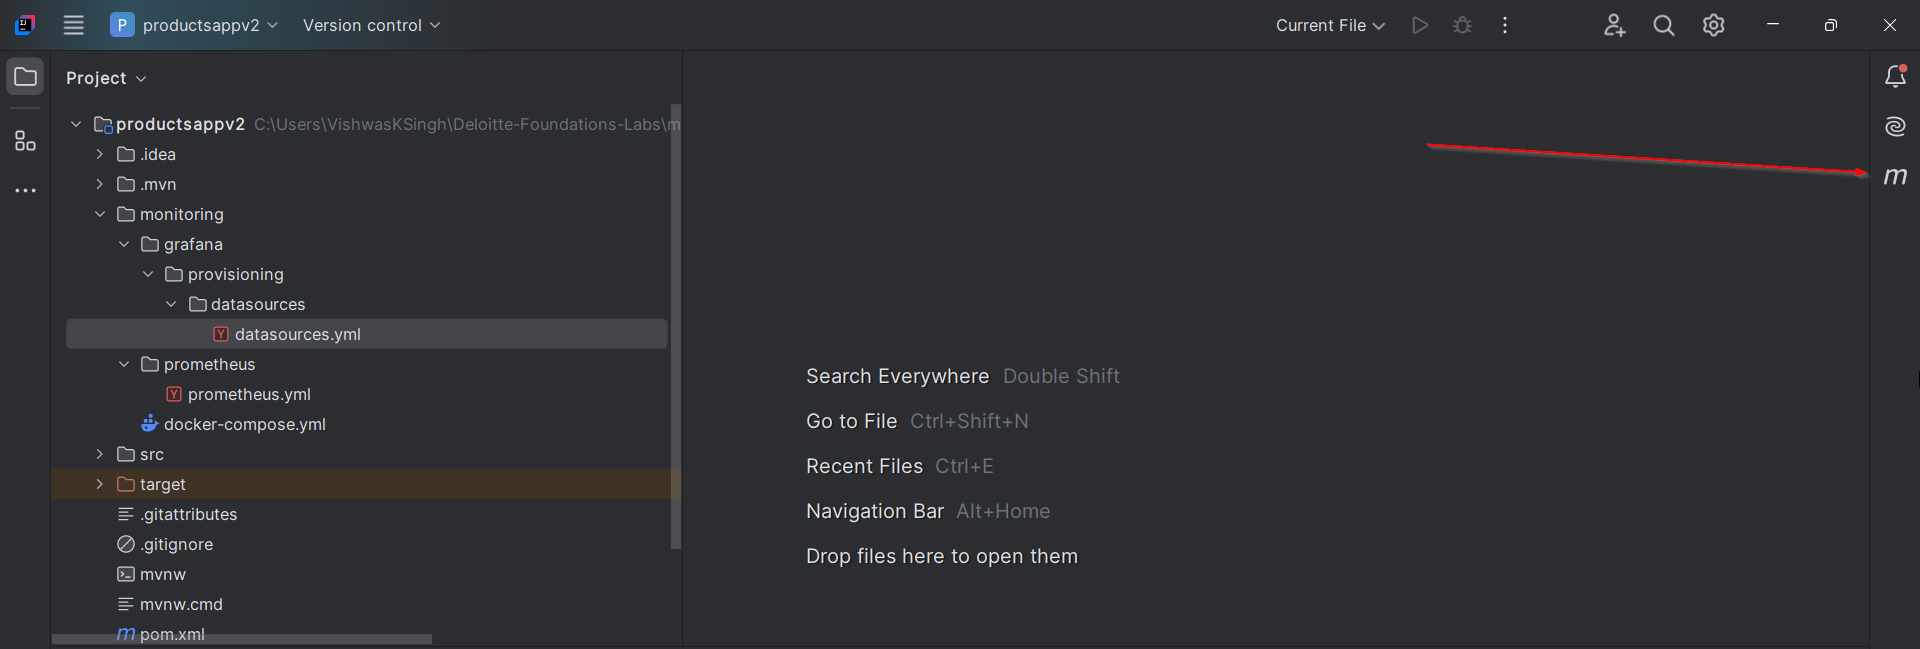 P productsappv2 Version control Current File
Project
productsappv2 C:\Users\VishwasKSingh\Deloitte-Foundations-Labs\m
.idea
.mvn
monitoring
grafana
provisioning
datasources
Y datasources.yml
prometheus
Y prometheus.yml
docker-compose.yml
src
target
.gitattributes
.gitignore
mvnw
mvnw.cmd
m pom.xml
Search Everywhere Double Shift
Go to File Ctrl+Shift+N
Recent Files Ctrl+E
Navigation Bar Alt+Home
Drop files here to open them
m